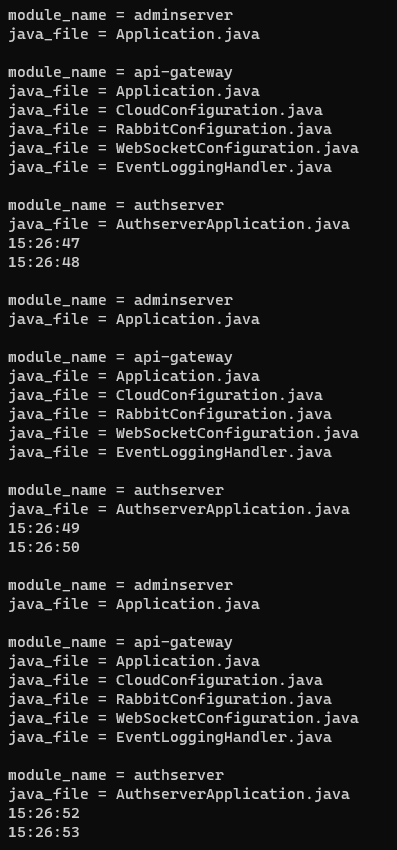 module_name = adminserver
java_file = Application.java
module_name = api-gateway
java_file = Application.java
java_file = CloudConfiguration.java
java_file = RabbitConfiguration.java
java_file = WebSocketConfiguration.java
java_file = EventLoggingHandler.java
module_name = authserver
java_file = AuthserverApplication.java
15:26:47
15:26:48
module_name = adminserver
java_file = Application.java
module_name = api-gateway
java_file = Application.java
java_file = CloudConfiguration.java
java_file = RabbitConfiguration.java
java_file = WebSocketConfiguration.java
java_file = EventLoggingHandler.java
module_name = authserver
java_file = AuthserverApplication.java
15:26:49
15:26:50
module_name = adminserver
java_file = Application.java
module_name = api-gateway
java_file = Application.java
java_file = CloudConfiguration.java
java_file = RabbitConfiguration.java
java_file = WebSocketConfiguration.java
java_file = EventLoggingHandler.java
module_name = authserver
java_file = AuthserverApplication.java
15:26:52
15:26:53